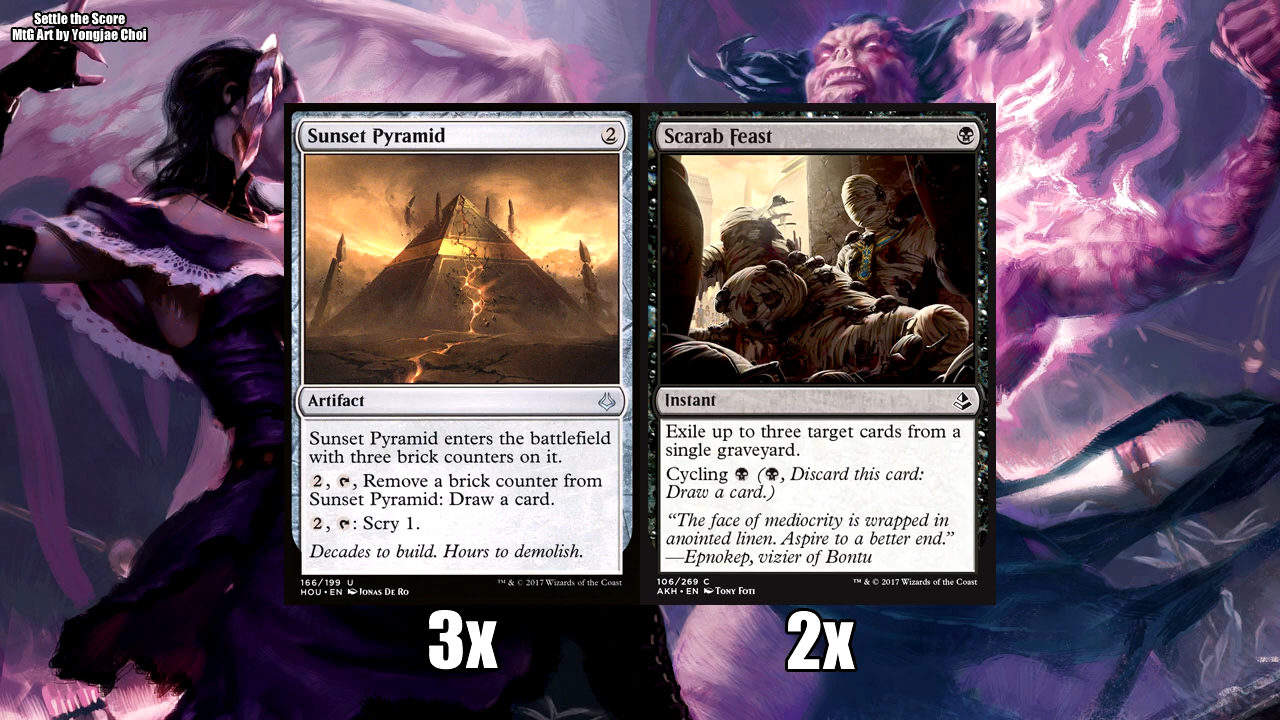 Settle the Score
MtG Art by Yongjae Choi
Sunset Pyramid 2
Artifact
Sunset Pyramid enters the battlefield
with three brick counters on it.
2, , Remove a brick counter from
Sunset Pyramid: Draw a card.
2, : Scry 1.
Decades to build. Hours to demolish.
166/199 U
HOU • EN Jonas De Ro
™ & © 2017 Wizards of the Coast
3x
Scarab Feast
Instant
Exile up to three target cards from a
single graveyard.
Cycling (, Discard this card:
Draw a card.)
“The face of mediocrity is wrapped in
anointed linen. Aspire to a better end.”
—Epnokep, vizier of Bontu
106/269 C
AKH • EN Tony Foti
™ & © 2017 Wizards of the Coast
2x